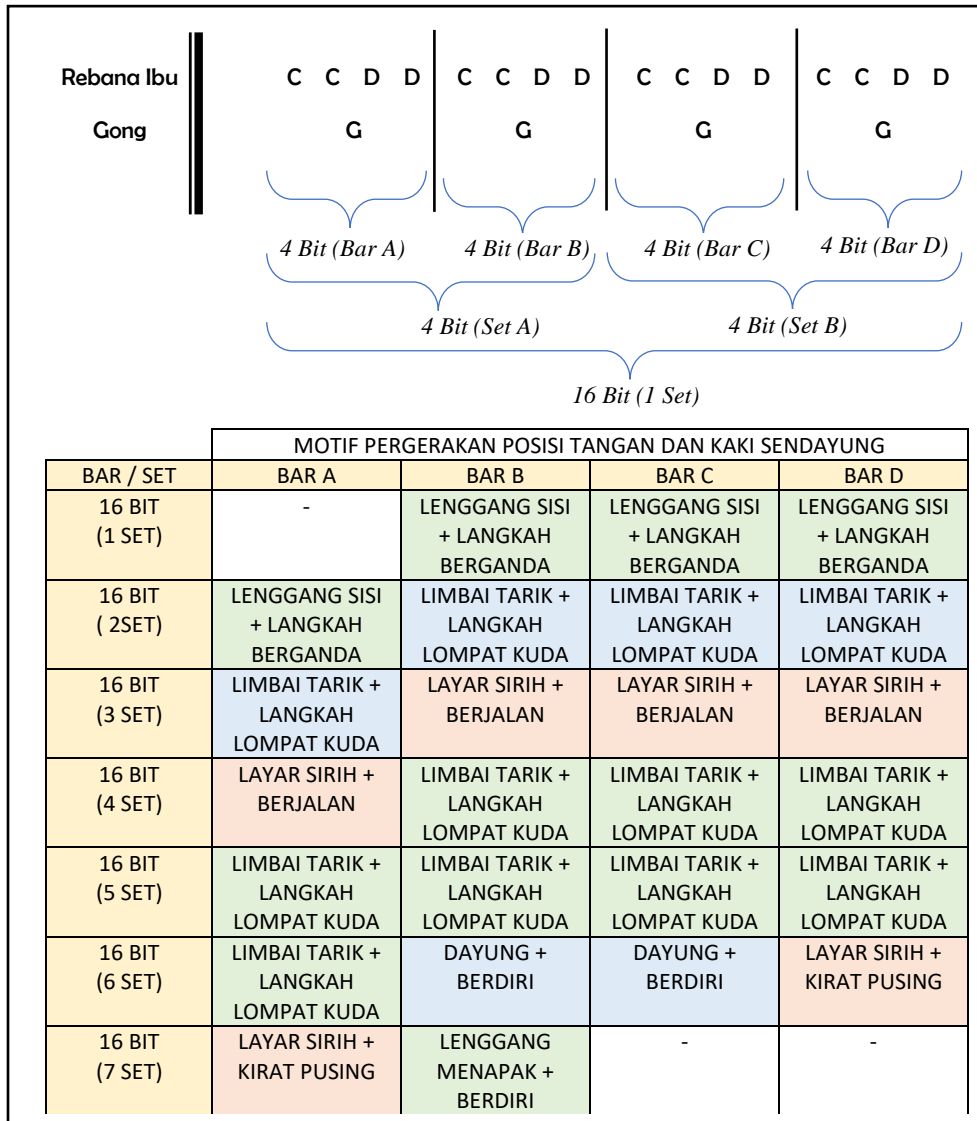 Rebana Ibu C C D D C C D D C C D D C C D D
Gong G G G G
4 Bit (Bar A) 4 Bit (Bar B) 4 Bit (Bar C) 4 Bit (Bar D)
4 Bit (Set A) 4 Bit (Set B)
16 Bit (1 Set)
MOTIF PERGERAKAN POSISI TANGAN DAN KAKI SENDAYUNG
BAR / SET BAR A BAR B BAR C BAR D
16 BIT - LENGGANG SISI LENGGANG SISI LENGGANG SISI
(1 SET) + LANGKAH + LANGKAH + LANGKAH
BERGANDA BERGANDA BERGANDA
16 BIT LENGGANG SISI LIMBAI TARIK + LIMBAI TARIK + LIMBAI TARIK +
( 2SET) + LANGKAH LANGKAH LANGKAH LANGKAH
BERGANDA LOMPAT KUDA LOMPAT KUDA LOMPAT KUDA
16 BIT LIMBAI TARIK + LAYAR SIRIH + LAYAR SIRIH + LAYAR SIRIH +
(3 SET) LANGKAH BERJALAN BERJALAN BERJALAN
LOMPAT KUDA
16 BIT LAYAR SIRIH + LIMBAI TARIK + LIMBAI TARIK + LIMBAI TARIK +
(4 SET) BERJALAN LANGKAH LANGKAH LANGKAH
LOMPAT KUDA LOMPAT KUDA LOMPAT KUDA
16 BIT LIMBAI TARIK + LIMBAI TARIK + LIMBAI TARIK + LIMBAI TARIK +
(5 SET) LANGKAH LANGKAH LANGKAH LANGKAH
LOMPAT KUDA LOMPAT KUDA LOMPAT KUDA LOMPAT KUDA
16 BIT LIMBAI TARIK + DAYUNG + DAYUNG + LAYAR SIRIH +
(6 SET) LANGKAH BERDIRI BERDIRI KIRAT PUSING
LOMPAT KUDA
16 BIT LAYAR SIRIH + LENGGANG - -
(7 SET) KIRAT PUSING MENAPAK +
BERDIRI